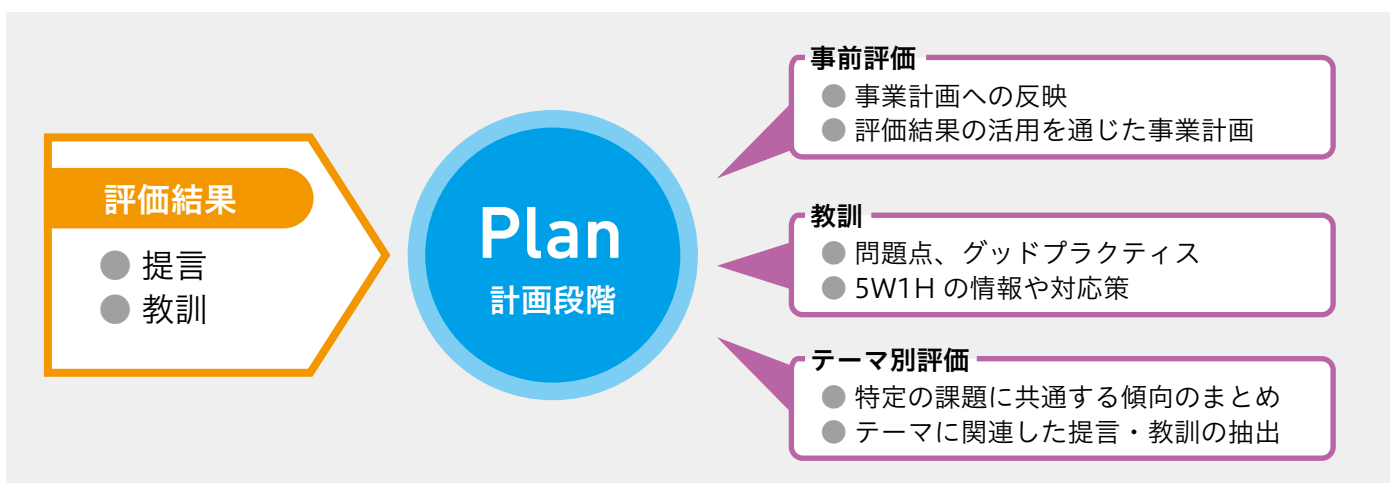 評価結果
● 提言
● 教訓
Plan
計画段階
事前評価
● 事業計画への反映
● 評価結果の活用を通じた事業計画
教訓
● 問題点、グッドプラクティス
● 5W1H の情報や対応策
テーマ別評価
● 特定の課題に共通する傾向のまとめ
● テーマに関連した提言・教訓の抽出